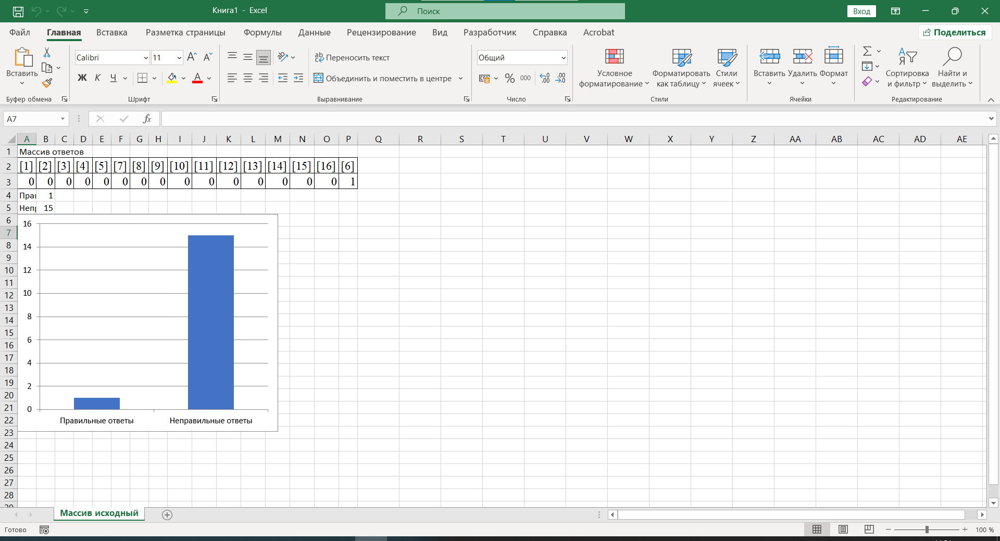 Книга1 - Excel
Поиск
Вход
Файл Главная Вставка Разметка страницы Формулы Данные Рецензирование Вид Разработчик Справка Acrobat
Поделиться
Вставить
Буфер обмена
Calibri 11
Ж К Ч
Шрифт
Переносить текст
Объединить и поместить в центре
Выравнивание
Общий
% 000
Число
Условное форматирование
Форматировать как таблицу
Стили ячеек
Стили
Вставить Удалить Формат
Ячейки
Сортировка и фильтр
Найти и выделить
Редактирование
A7
fx
A B C D E F G H I J K L M N O P Q R S T U V W X Y Z AA AB AC AD AE
1 Массив ответов
2 [1] [2] [3] [4] [5] [7] [8] [9] [10] [11] [12] [13] [14] [15] [16] [6]
3 0 0 0 0 0 0 0 0 0 0 0 0 0 0 0 1
4 1
5 15
6
7
8
9
10
11
12
13
14
15
16
17
18
19
20
21
22
23
24
25
26
27
28
29
16
14
12
10
8
6
4
2
0
Правильные ответы Неправильные ответы
Массив исходный
Готово
100 %